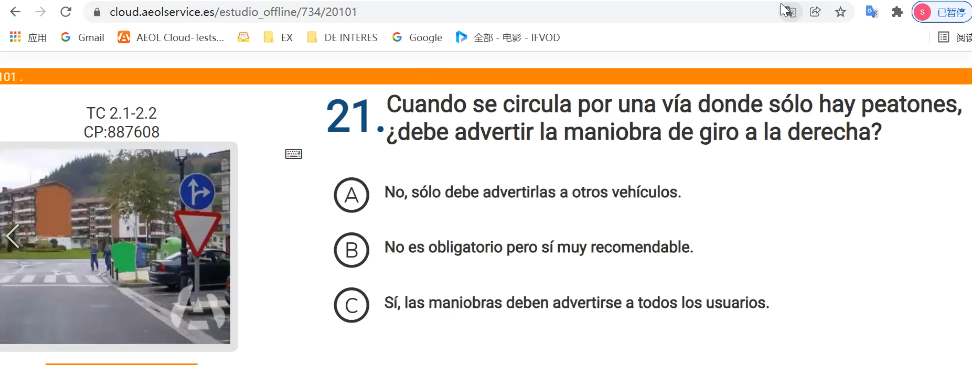 cloud.aeolservice.es/estudio_offline/734/20101
S 已暂停
应用 Gmail AEOL Cloud-Tests... EX DE INTERES Google 全部 - 电影 - IFVOD
101 .
TC 2.1-2.2
CP:887608
21. Cuando se circula por una vía donde sólo hay peatones,
¿debe advertir la maniobra de giro a la derecha?
A No, sólo debe advertirlas a otros vehículos.
B No es obligatorio pero sí muy recomendable.
C Sí, las maniobras deben advertirse a todos los usuarios.